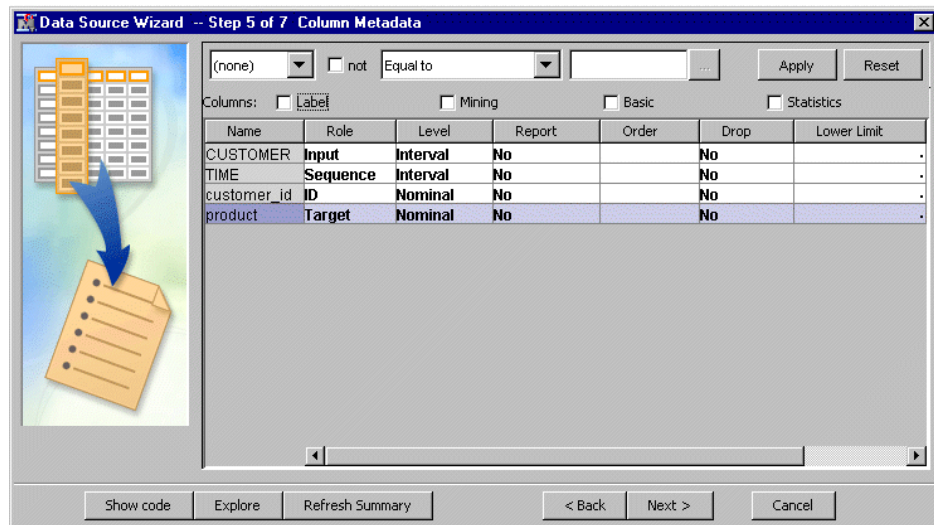 Data Source Wizard -- Step 5 of 7 Column Metadata
(none) not Equal to ... Apply Reset
Columns: Label Mining Basic Statistics
Name Role Level Report Order Drop Lower Limit
CUSTOMER Input Interval No No .
TIME Sequence Interval No No .
customer_id ID Nominal No No .
product Target Nominal No No .
Show code Explore Refresh Summary < Back Next > Cancel